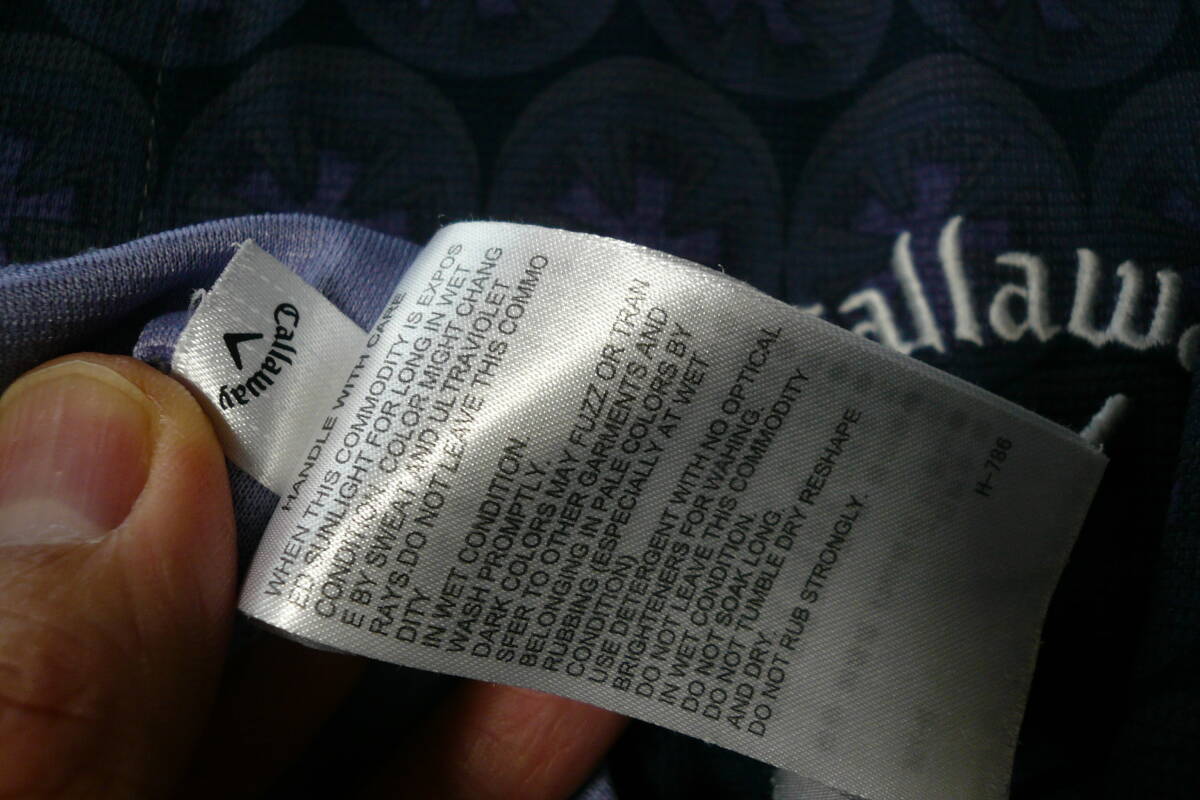 Callaway
HANDLE WITH CARE
WHEN THIS COMMODITY IS EXPOS
ED SUNLIGHT FOR LONG IN WET
CONDITION, COLOR MIGHT CHANG
E BY SWEAT AND ULTRAVIOLET
RAYS DO NOT LEAVE THIS COMMO
DITY
IN WET CONDITION
WASH PROMPTLY.
DARK COLORS MAY FUZZ OR TRAN
SFER TO OTHER GARMENTS AND
BELONGING IN PALE COLORS BY
RUBBING (ESPECIALLY AT WET
CONDITION)
USE DETERGENT WITH NO OPTICAL
BRIGHTENERS FOR WAHING.
DO NOT LEAVE THIS COMMODITY
IN WET CONDITION.
DO NOT SOAK LONG.
DO NOT TUMBLE DRY RESHAPE
AND DRY.
DO NOT RUB STRONGLY.
H-786
allaw